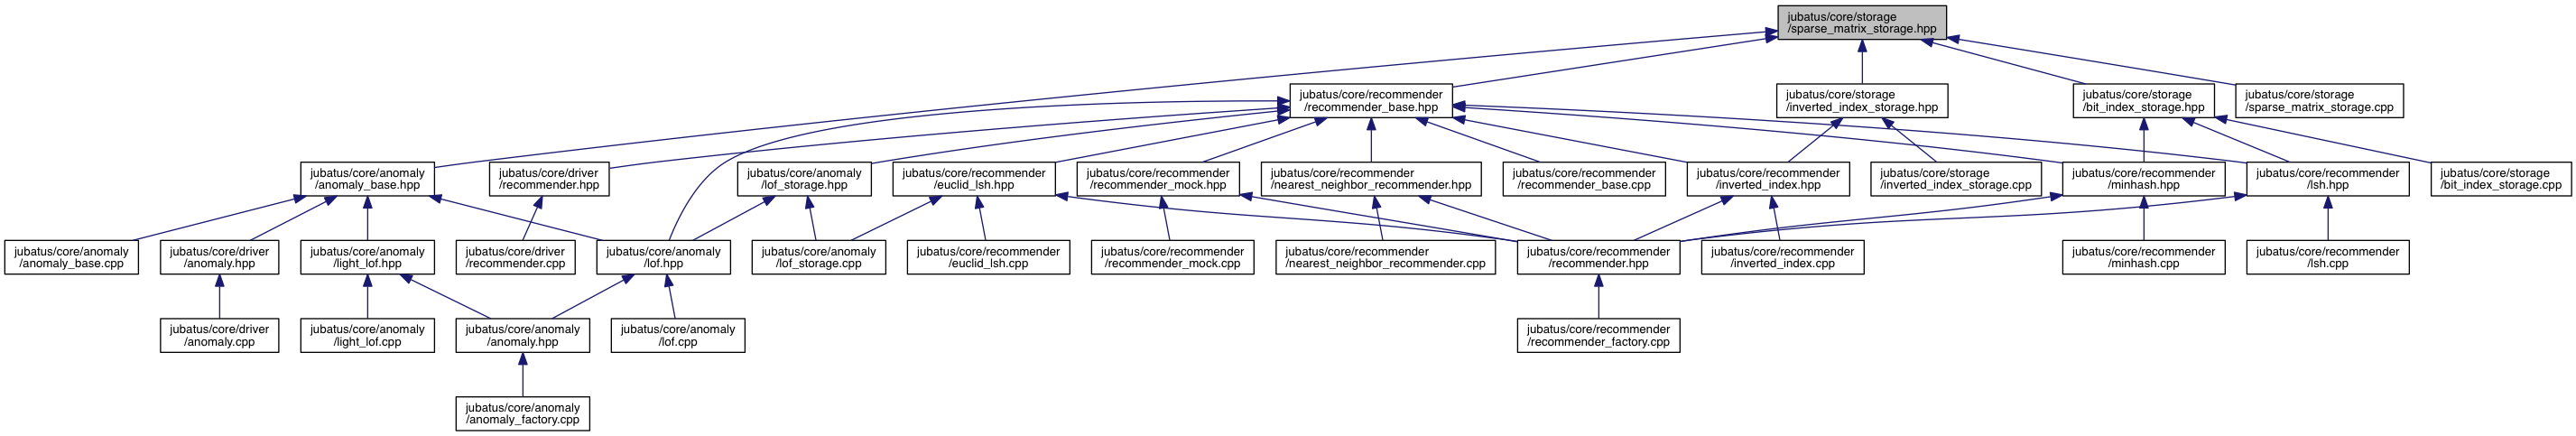 jubatus/core/storage
/sparse_matrix_storage.hpp
jubatus/core/recommender
/recommender_base.hpp
jubatus/core/storage
/inverted_index_storage.hpp
jubatus/core/storage
/bit_index_storage.hpp
jubatus/core/storage
/sparse_matrix_storage.cpp
jubatus/core/anomaly
/anomaly_base.hpp
jubatus/core/driver
/recommender.hpp
jubatus/core/anomaly
/lof_storage.hpp
jubatus/core/recommender
/euclid_lsh.hpp
jubatus/core/recommender
/recommender_mock.hpp
jubatus/core/recommender
/nearest_neighbor_recommender.hpp
jubatus/core/recommender
/recommender_base.cpp
jubatus/core/recommender
/inverted_index.hpp
jubatus/core/storage
/inverted_index_storage.cpp
jubatus/core/recommender
/minhash.hpp
jubatus/core/recommender
/lsh.hpp
jubatus/core/storage
/bit_index_storage.cpp
jubatus/core/anomaly
/anomaly_base.cpp
jubatus/core/driver
/anomaly.hpp
jubatus/core/anomaly
/light_lof.hpp
jubatus/core/driver
/recommender.cpp
jubatus/core/anomaly
/lof.hpp
jubatus/core/anomaly
/lof_storage.cpp
jubatus/core/recommender
/euclid_lsh.cpp
jubatus/core/recommender
/recommender_mock.cpp
jubatus/core/recommender
/nearest_neighbor_recommender.cpp
jubatus/core/recommender
/recommender.hpp
jubatus/core/recommender
/inverted_index.cpp
jubatus/core/recommender
/minhash.cpp
jubatus/core/recommender
/lsh.cpp
jubatus/core/driver
/anomaly.cpp
jubatus/core/anomaly
/light_lof.cpp
jubatus/core/anomaly
/anomaly.hpp
jubatus/core/anomaly
/lof.cpp
jubatus/core/recommender
/recommender_factory.cpp
jubatus/core/anomaly
/anomaly_factory.cpp